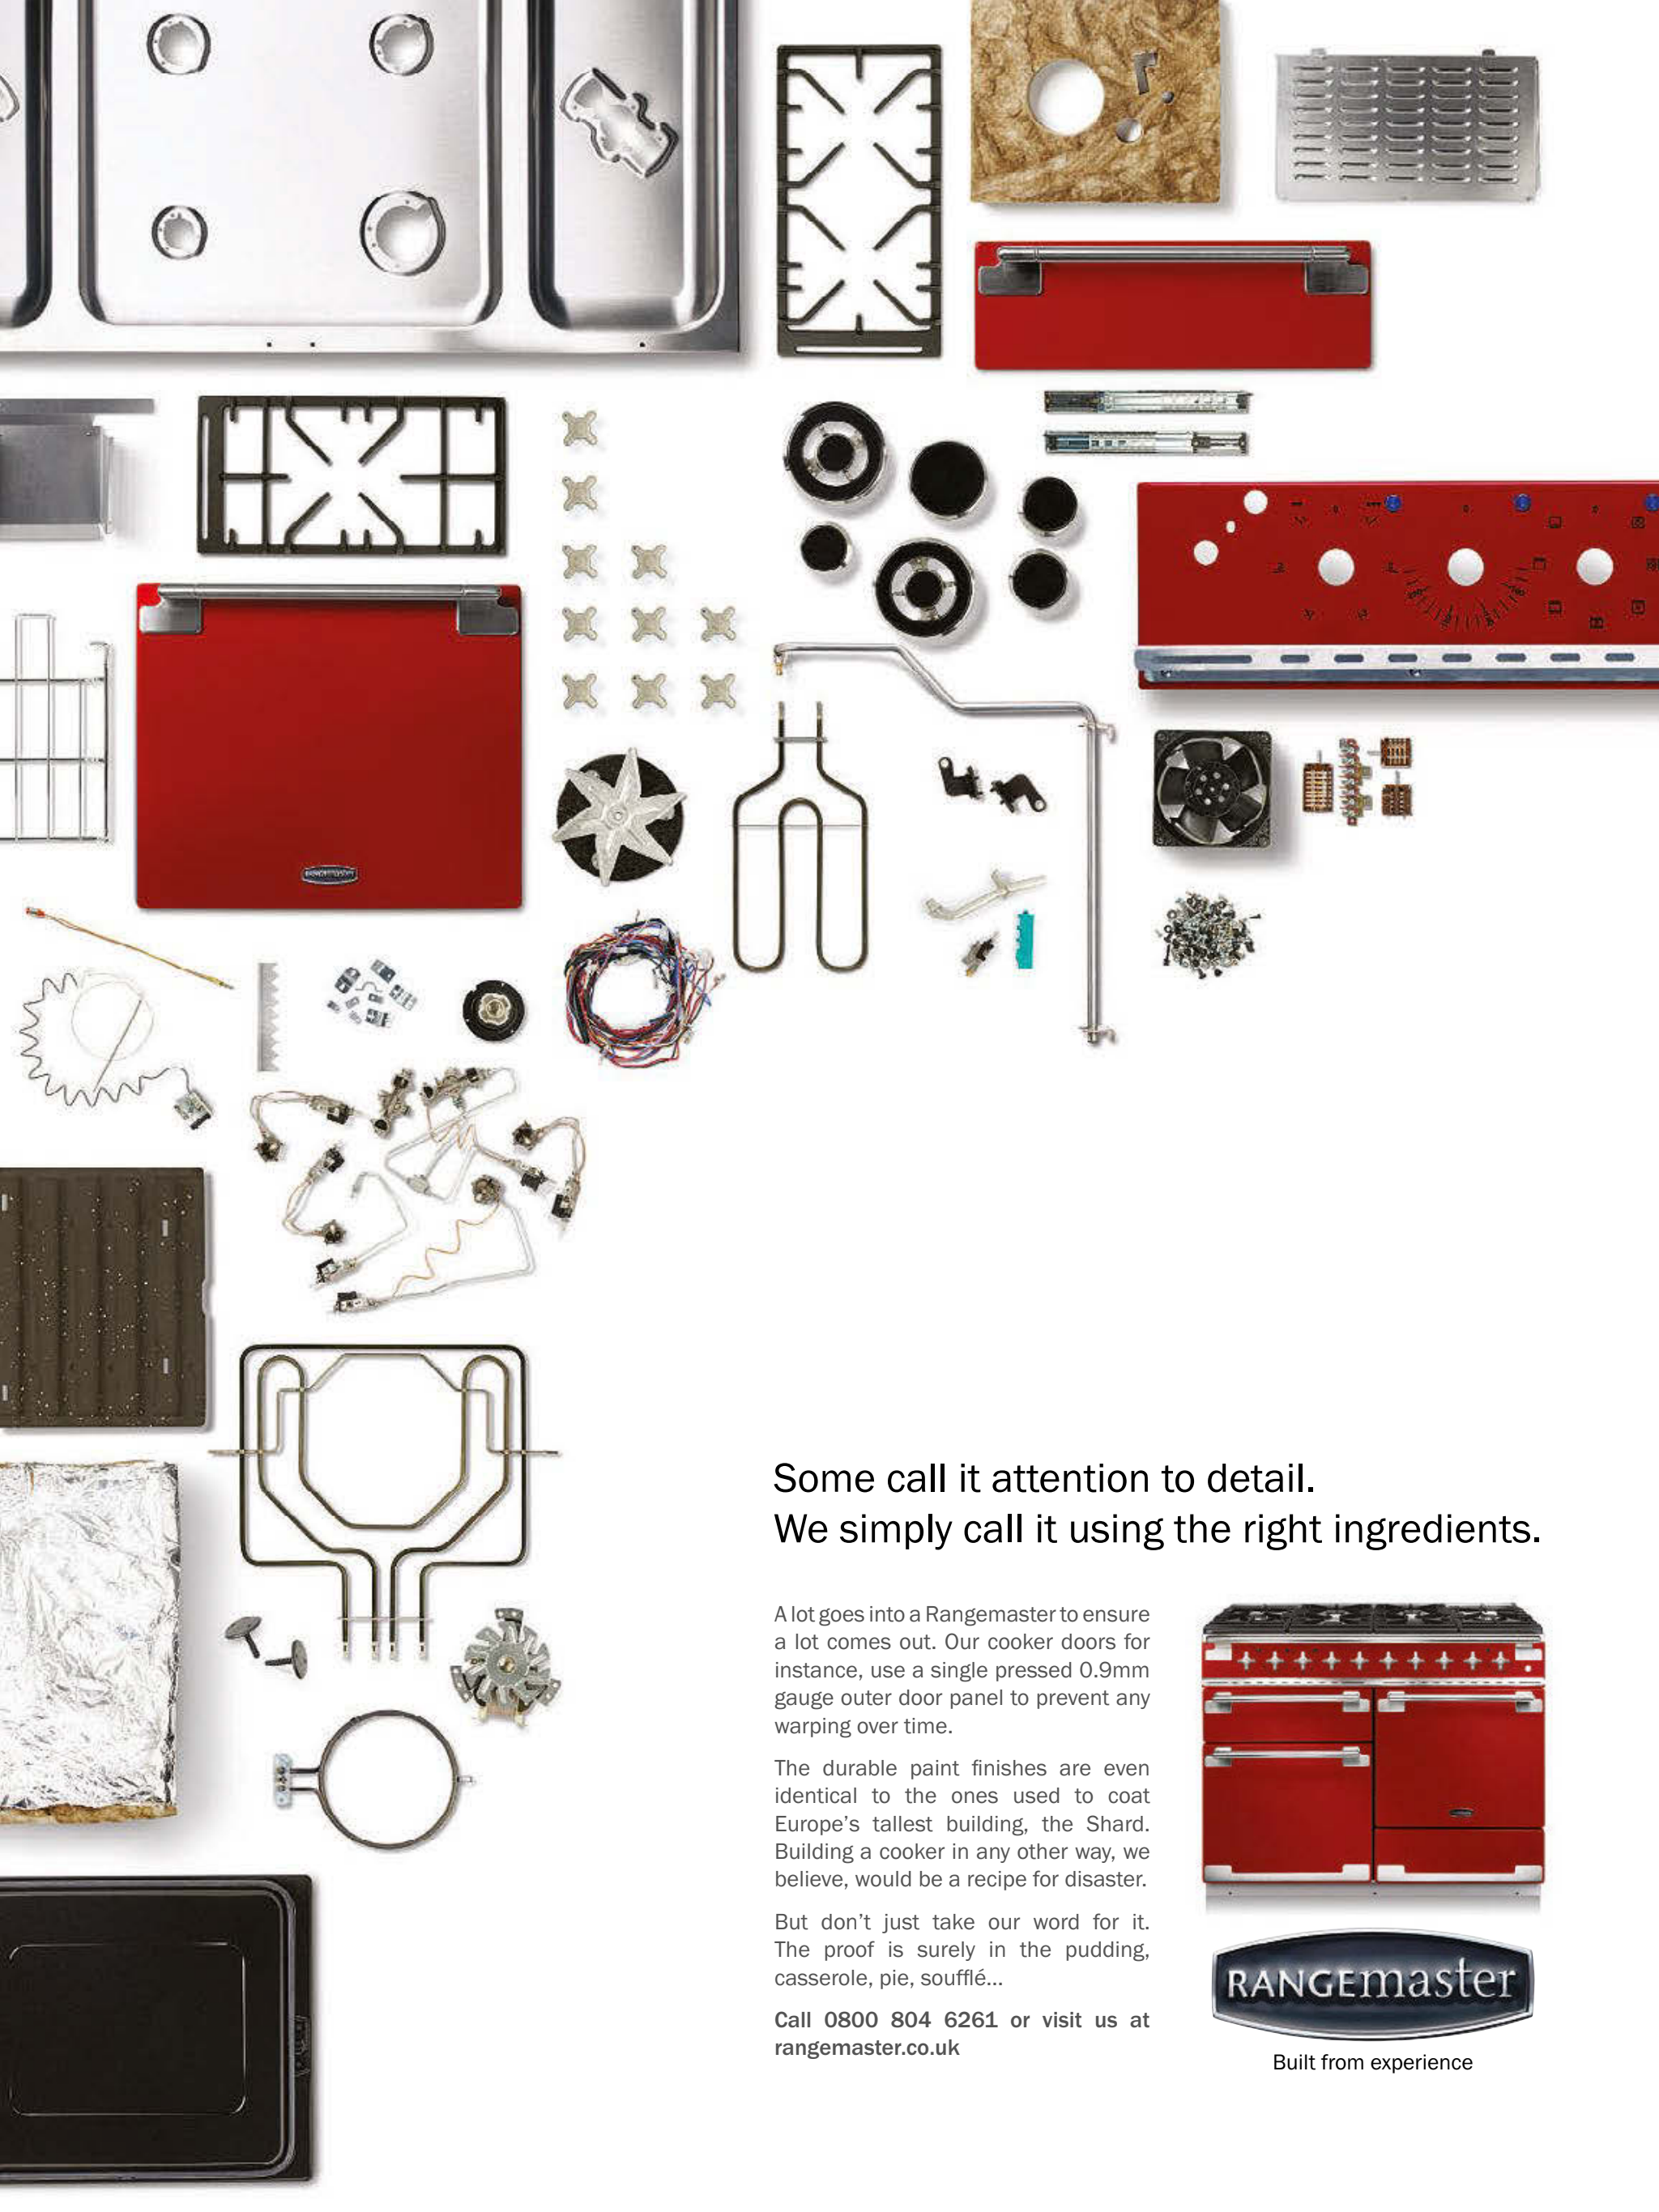 RANGEmaster
Some call it attention to detail.
We simply call it using the right ingredients.
A lot goes into a Rangemaster to ensure
a lot comes out. Our cooker doors for
instance, use a single pressed 0.9mm
gauge outer door panel to prevent any
warping over time.
The durable paint finishes are even
identical to the ones used to coat
Europe's tallest building, the Shard.
Building a cooker in any other way, we
believe, would be a recipe for disaster.
But don't just take our word for it.
The proof is surely in the pudding,
casserole, pie, soufflé...
Call 0800 804 6261 or visit us at
rangemaster.co.uk
RANGEmaster
Built from experience